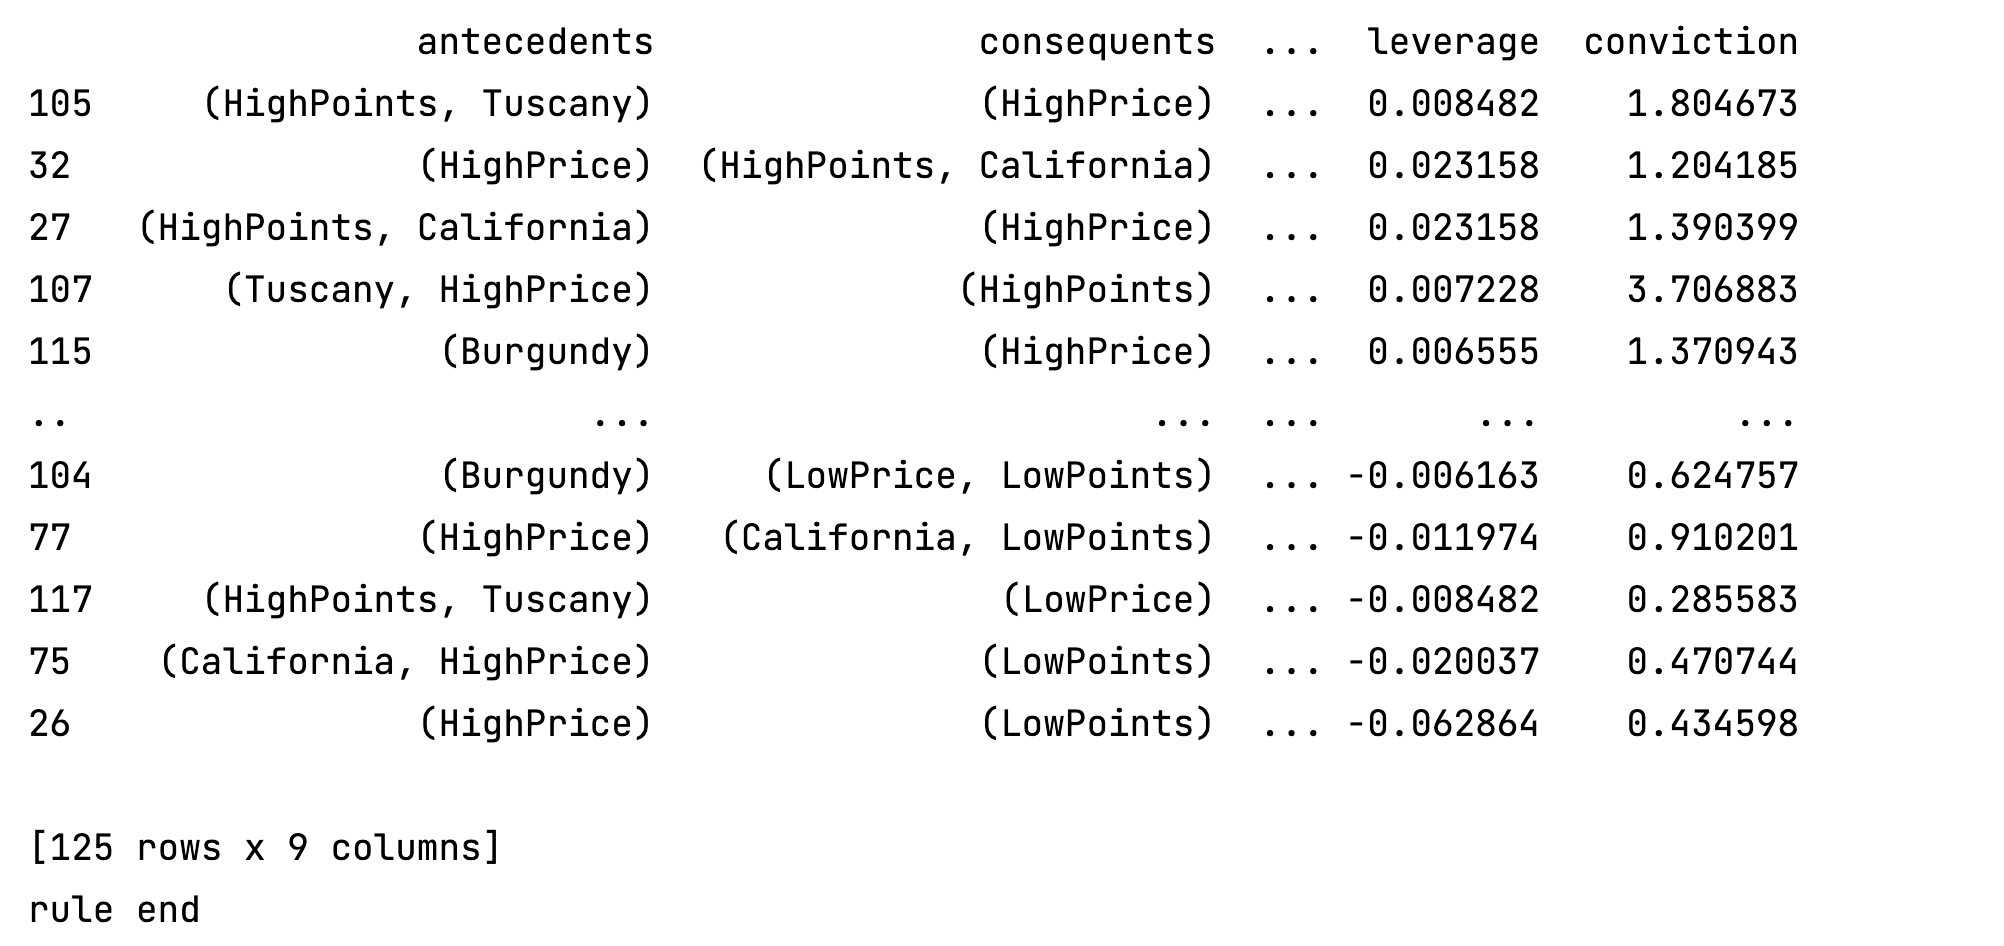 antecedents consequents ... leverage conviction
105 (HighPoints, Tuscany) (HighPrice) ... 0.008482 1.804673
32 (HighPrice) (HighPoints, California) ... 0.023158 1.204185
27 (HighPoints, California) (HighPrice) ... 0.023158 1.390399
107 (Tuscany, HighPrice) (HighPoints) ... 0.007228 3.706883
115 (Burgundy) (HighPrice) ... 0.006555 1.370943
.. ... ... ... ... ...
104 (Burgundy) (LowPrice, LowPoints) ... -0.006163 0.624757
77 (HighPrice) (California, LowPoints) ... -0.011974 0.910201
117 (HighPoints, Tuscany) (LowPrice) ... -0.008482 0.285583
75 (California, HighPrice) (LowPoints) ... -0.020037 0.470744
26 (HighPrice) (LowPoints) ... -0.062864 0.434598
[125 rows x 9 columns]
rule end